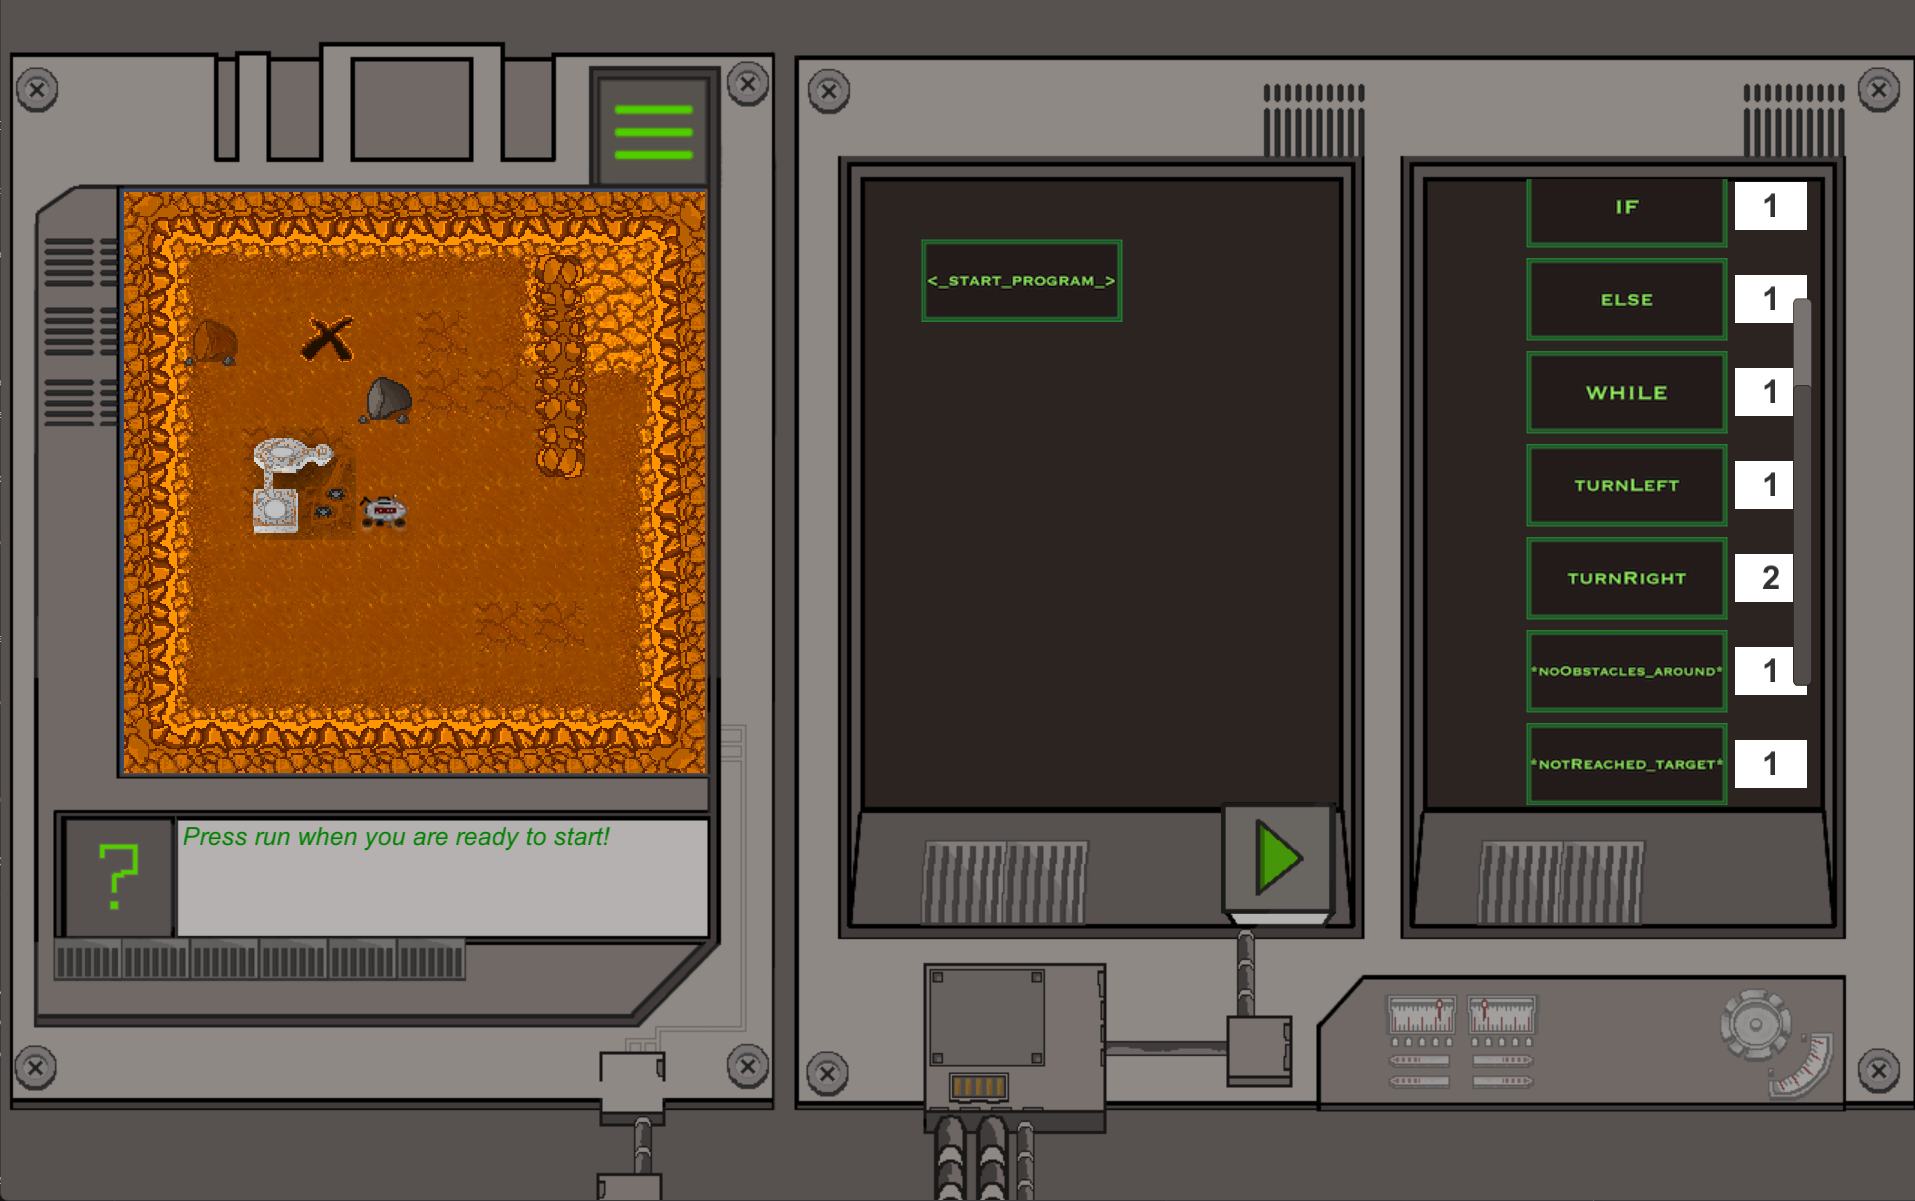 <_START_PROGRAM_>
IF 1
ELSE 1
WHILE 1
TURNLEFT 1
TURNRIGHT 2
*NOOBSTACLES_AROUND* 1
*NOTREACHED_TARGET* 1
?
Press run when you are ready to start!